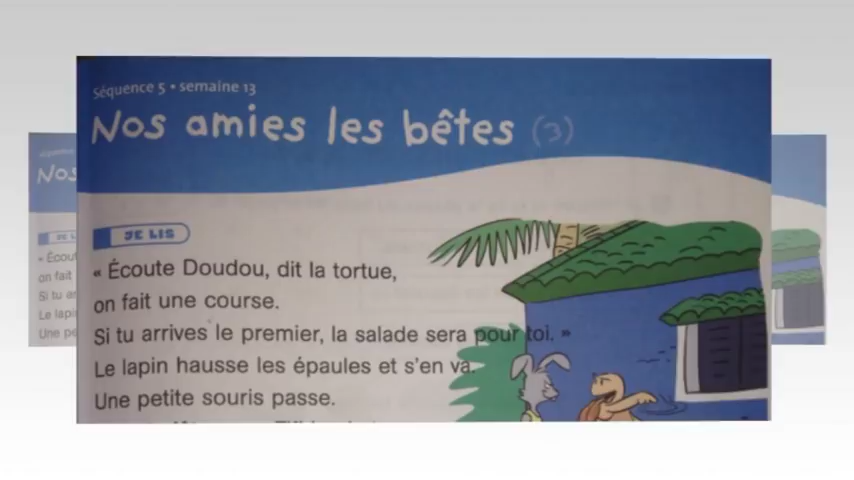 Séquence 5 • semaine 13
Nos amies les bêtes (3)
JE LIS
« Écoute Doudou, dit la tortue,
on fait une course.
Si tu arrives le premier, la salade sera pour toi. »
Le lapin hausse les épaules et s'en va.
Une petite souris passe.